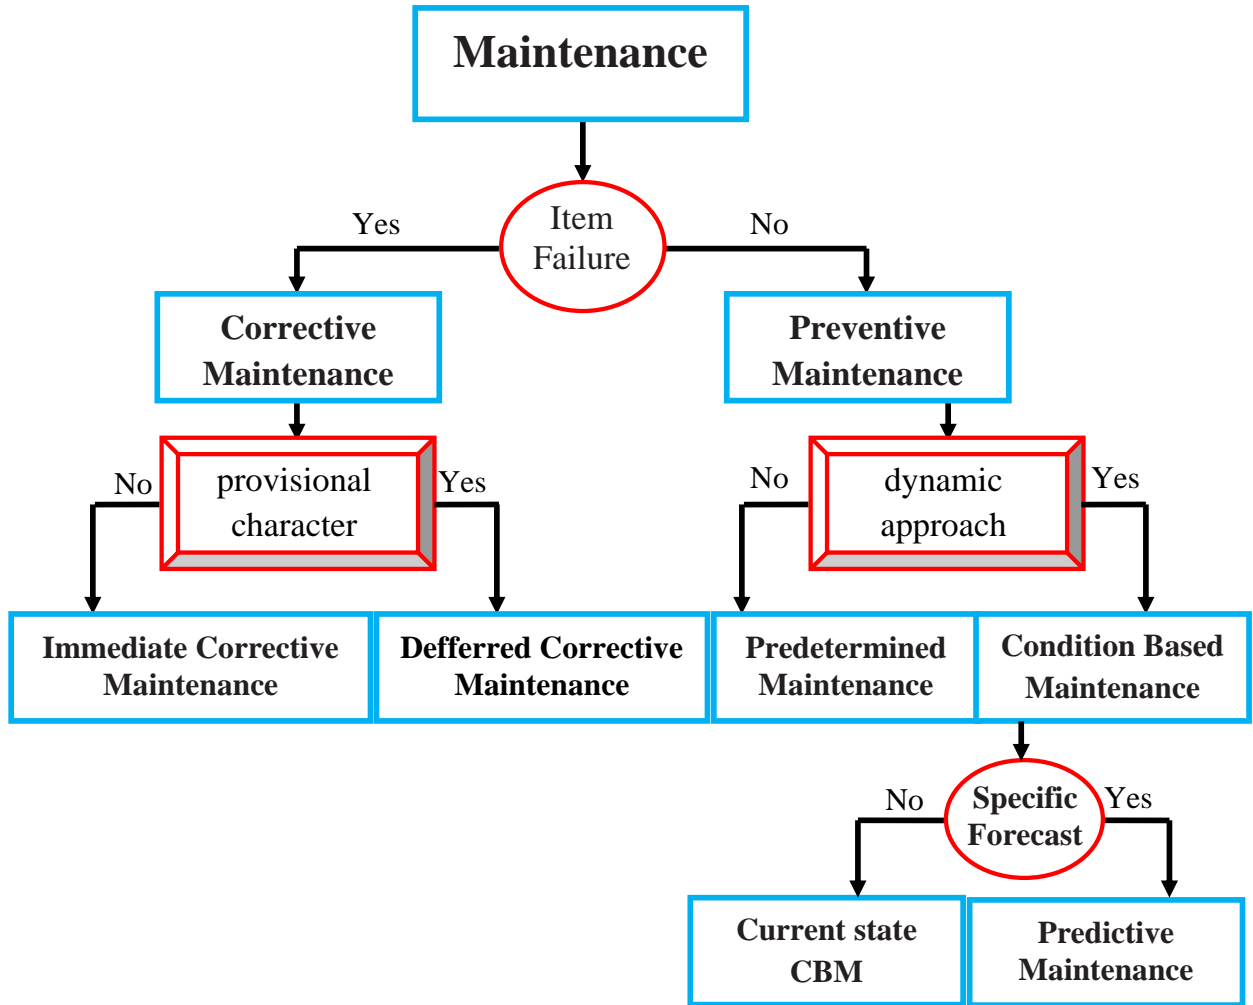 Maintenance
Yes
Item
Failure
No
Corrective
Maintenance
Preventive
Maintenance
No
provisional
character
Yes
No
dynamic
approach
Yes
Immediate Corrective
Maintenance
Defferred Corrective
Maintenance
Predetermined
Maintenance
Condition Based
Maintenance
No
Specific
Forecast
Yes
Current state
CBM
Predictive
Maintenance